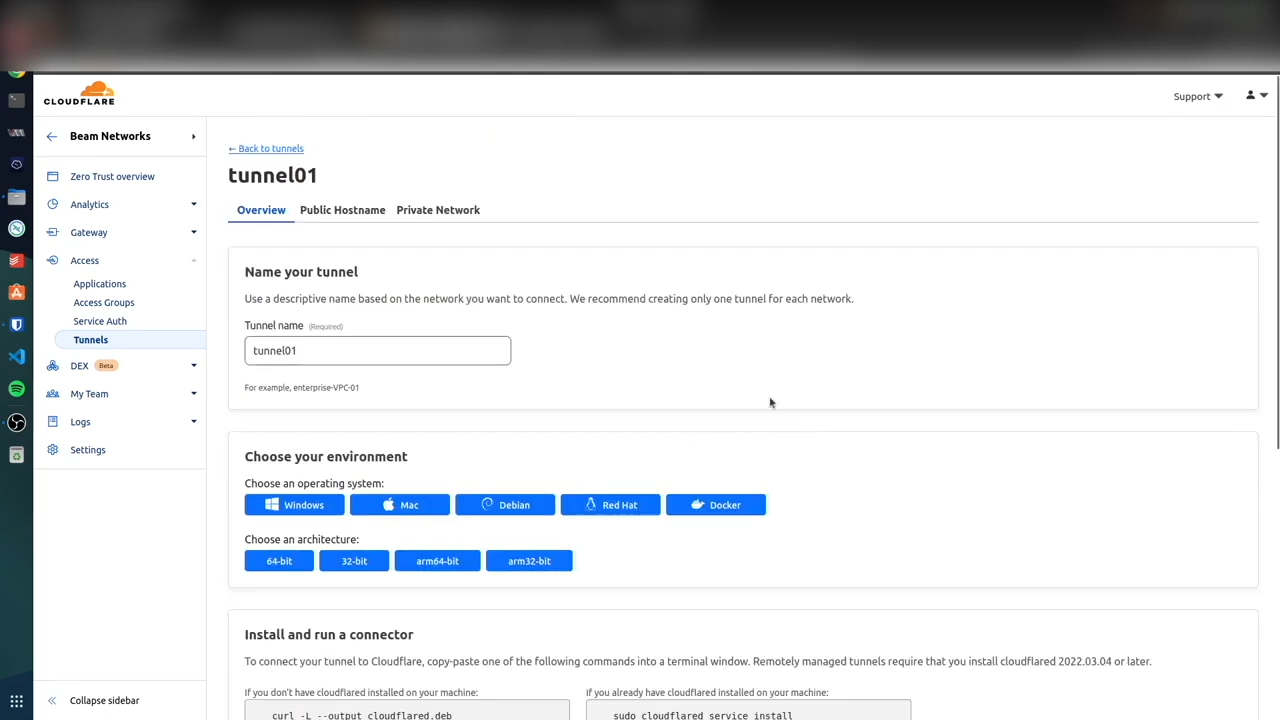 CLOUDFLARE
Support
Beam Networks
Zero Trust overview
Analytics
Gateway
Access
Applications
Access Groups
Service Auth
Tunnels
DEX Beta
My Team
Logs
Settings
Collapse sidebar
← Back to tunnels
tunnel01
Overview Public Hostname Private Network
Name your tunnel
Use a descriptive name based on the network you want to connect. We recommend creating only one tunnel for each network.
Tunnel name (Required)
tunnel01
For example, enterprise-VPC-01
Choose your environment
Choose an operating system:
Windows Mac Debian Red Hat Docker
Choose an architecture:
64-bit 32-bit arm64-bit arm32-bit
Install and run a connector
To connect your tunnel to Cloudflare, copy-paste one of the following commands into a terminal window. Remotely managed tunnels require that you install cloudflared 2022.03.04 or later.
If you don't have cloudflared installed on your machine:
curl -L --output cloudflared.deb
If you already have cloudflared installed on your machine:
sudo cloudflared service install